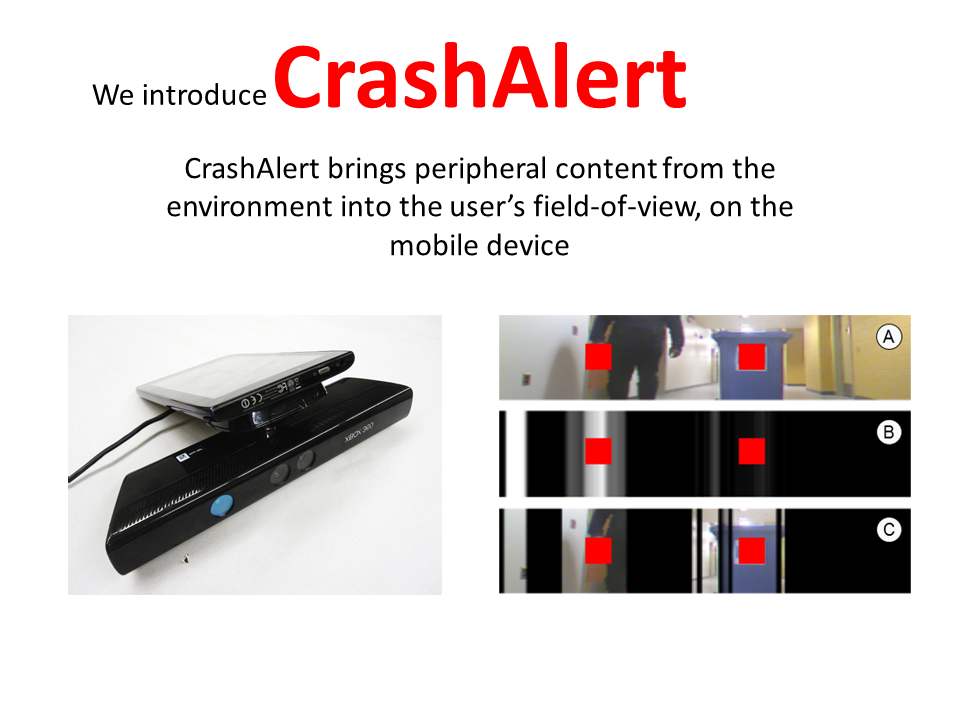 We introduce CrashAlert
CrashAlert brings peripheral content from the
environment into the user’s field-of-view, on the
mobile device
XBOX 360
A
B
C